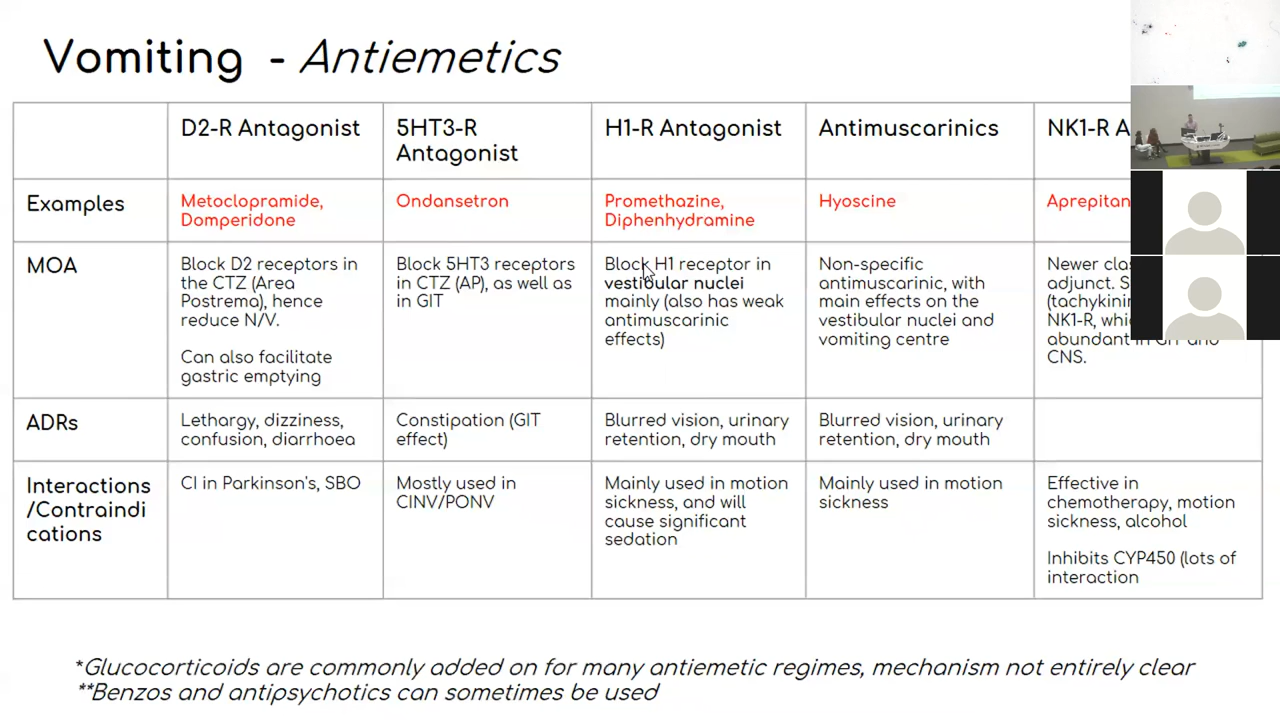 Vomiting - Antiemetics
D2-R Antagonist
5HT3-R
Antagonist
H1-R Antagonist
Antimuscarinics
NK1-R
Examples
Metoclopramide,
Domperidone
Ondansetron
Promethazine,
Diphenhydramine
Hyoscine
MOA
Block D2 receptors in
the CTZ (Area
Postrema), hence
reduce N/V.
Can also facilitate
gastric emptying
Block 5HT3 receptors
in CTZ (AP), as well as
in GIT
Block H1 receptor in
vestibular nuclei
mainly (also has weak
antimuscarinic
effects)
Non-specific
antimuscarinic, with
main effects on the
vestibular nuclei and
vomiting centre
Newer
adjunct.
NK1-R,
abundant in GIT and
CNS.
ADRs
Lethargy, dizziness,
confusion, diarrhoea
Constipation (GIT
effect)
Blurred vision, urinary
retention, dry mouth
Blurred vision, urinary
retention, dry mouth
Interactions
/Contraindi
cations
CI in Parkinson's, SBO
Mostly used in
CINV/PONV
Mainly used in motion
sickness, and will
cause significant
sedation
Mainly used in motion
sickness
Effective in
chemotherapy, motion
sickness, alcohol
Inhibits CYP450 (lots of
interaction
*Glucocorticoids are commonly added on for many antiemetic regimes, mechanism not entirely clear
**Benzos and antipsychotics can sometimes be used